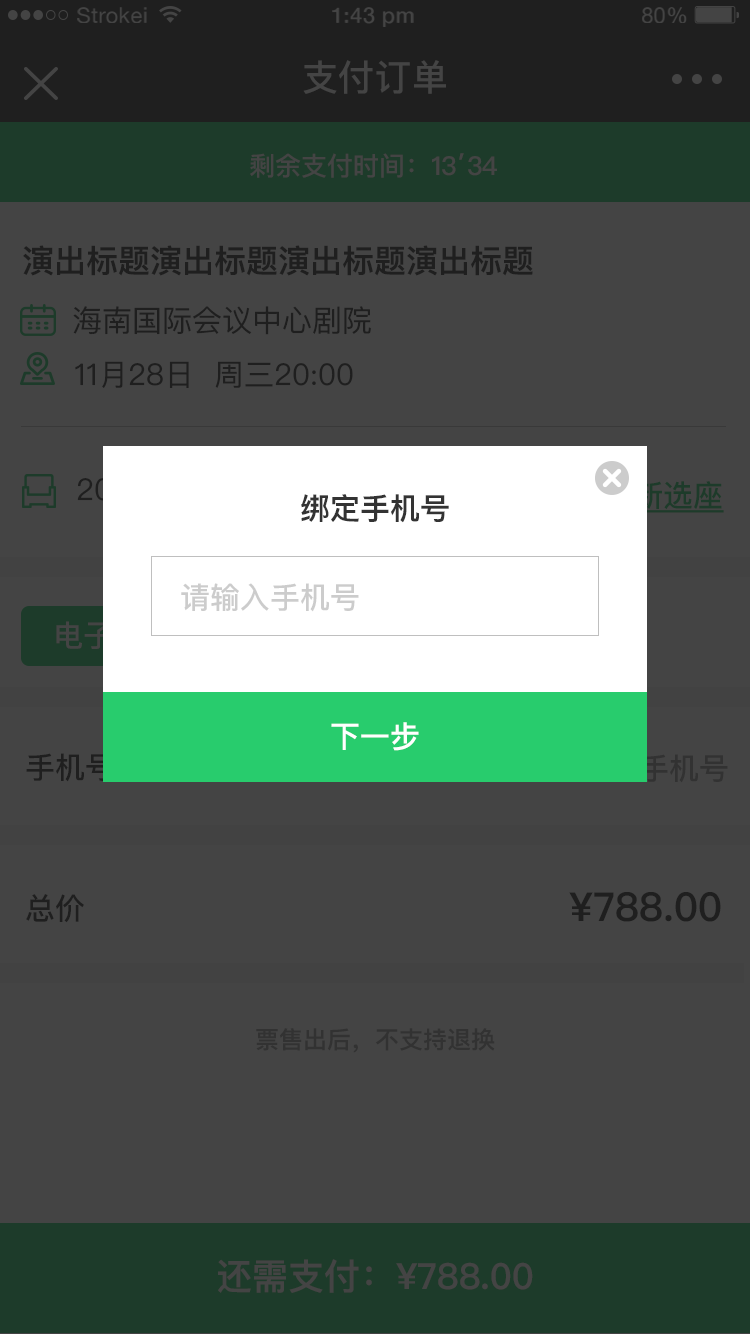 Strokei 1:43 pm 80%
支付订单
剩余支付时间：13′34
演出标题演出标题演出标题演出标题
海南国际会议中心剧院
11月28日 周三20:00
20
选座
绑定手机号
请输入手机号
电子
下一步
手机号
手机号
总价 ¥788.00
票售出后，不支持退换
还需支付：¥788.00